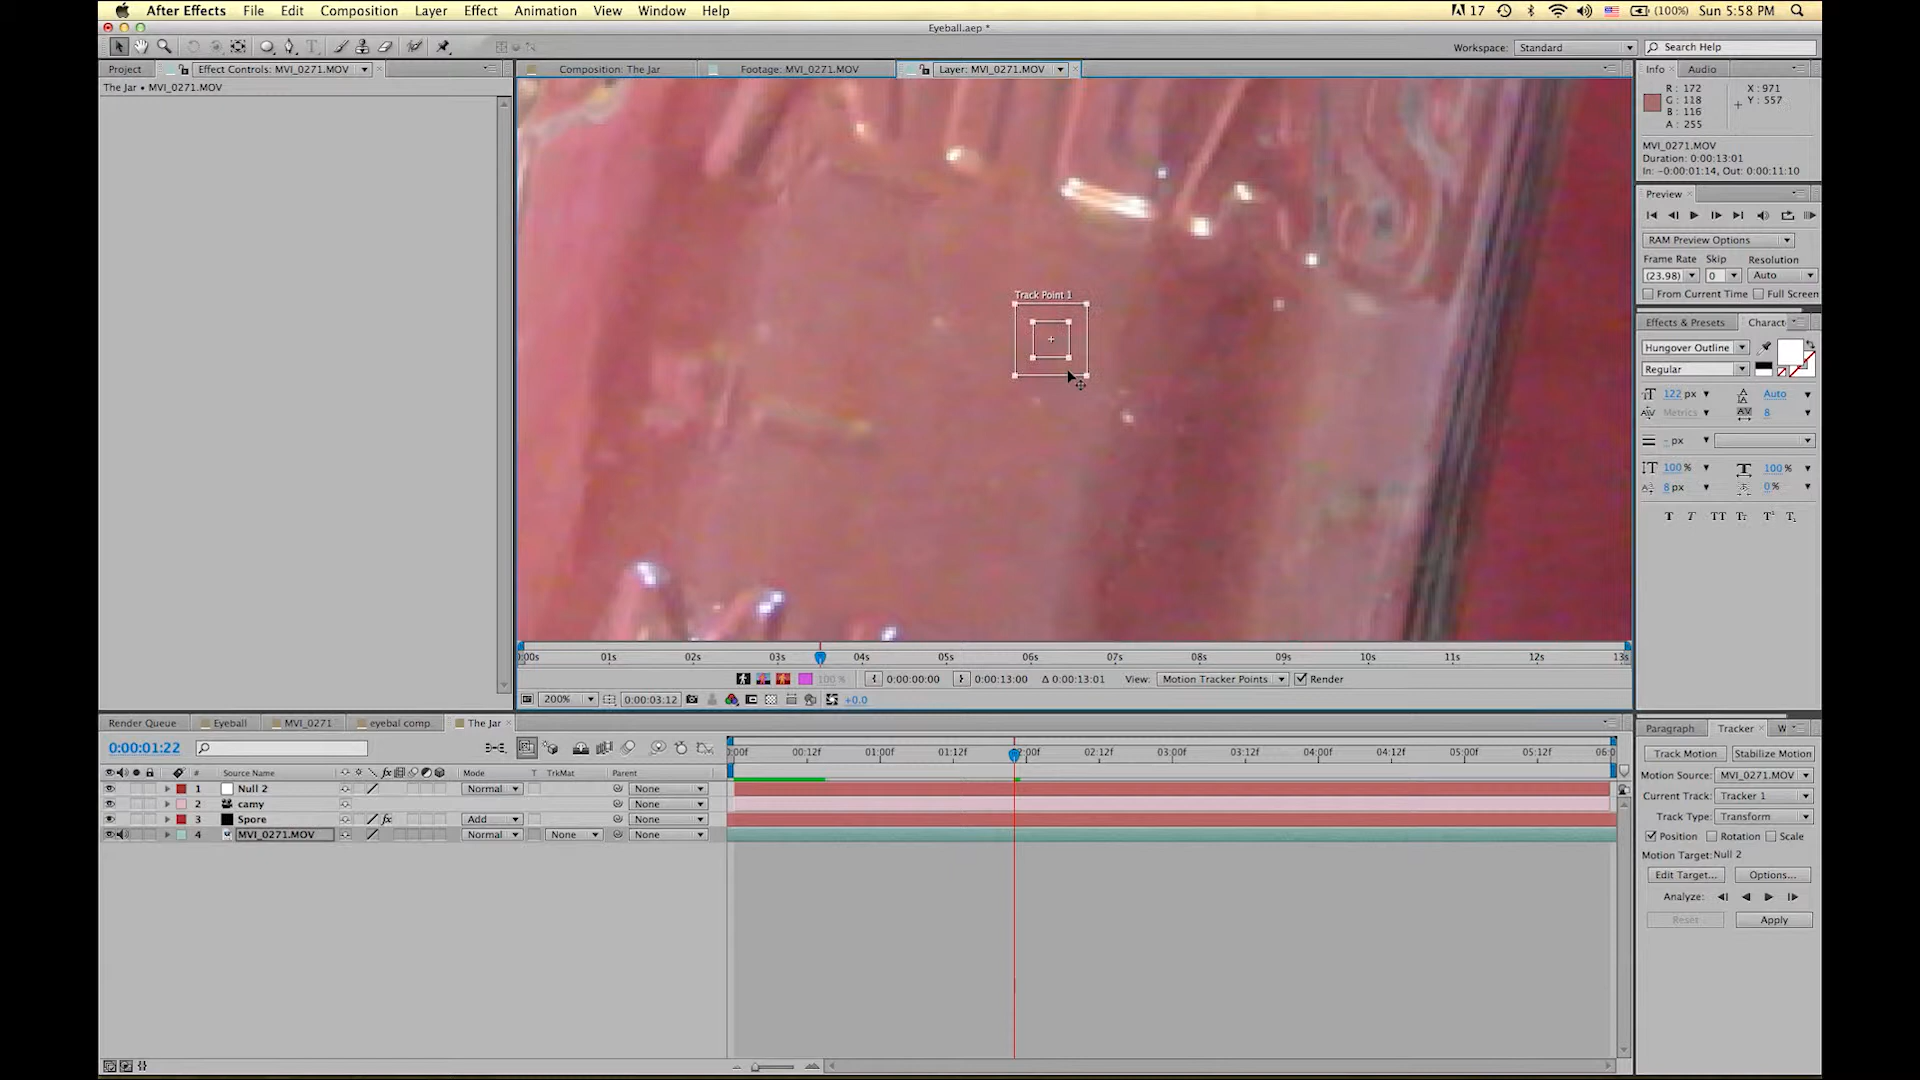 After Effects File Edit Composition Layer Effect Animation View Window Help 17 (100%) Sun 5:58 PM
Eyeball.aep *
Workspace: Standard Search Help
Project Effect Controls: MVI_0271.MOV Composition: The Jar Footage: MVI_0271.MOV Layer: MVI_0271.MOV Info Audio
The Jar • MVI_0271.MOV
R : 172 X : 971
G : 118 Y : 557
B : 116
A : 255
MVI_0271.MOV
Duration: 0:00:13:01
In: -0:00:01:14, Out: 0:00:11:10
Preview
RAM Preview Options
Frame Rate Skip Resolution
(23.98) 0 Auto
From Current Time Full Screen
Track Point 1
Effects & Presets Charact
Hungover Outline
Regular
122 px Auto
Metrics 8
- px
100 % 100 %
8 px 0 %
T T TT Tr T¹ T₁
0:00s 01s 02s 03s 04s 05s 06s 07s 08s 09s 10s 11s 12s 13s
100 % 0:00:00:00 0:00:13:00 Δ 0:00:13:01 View: Motion Tracker Points Render
200% 0:00:03:12 +0.0
Render Queue Eyeball MVI_0271 eyebal comp The Jar
Paragraph Tracker W
0:00:01:22
0:00f 00:12f 01:00f 01:12f 02:00f 02:12f 03:00f 03:12f 04:00f 04:12f 05:00f 05:12f 06:0
# Source Name Mode T TrkMat Parent
1 Null 2 Normal None
2 camy None
3 Spore Add None
4 MVI_0271.MOV Normal None None
Track Motion Stabilize Motion
Motion Source: MVI_0271.MOV
Current Track: Tracker 1
Track Type: Transform
Position Rotation Scale
Motion Target: Null 2
Edit Target... Options...
Analyze:
Reset Apply